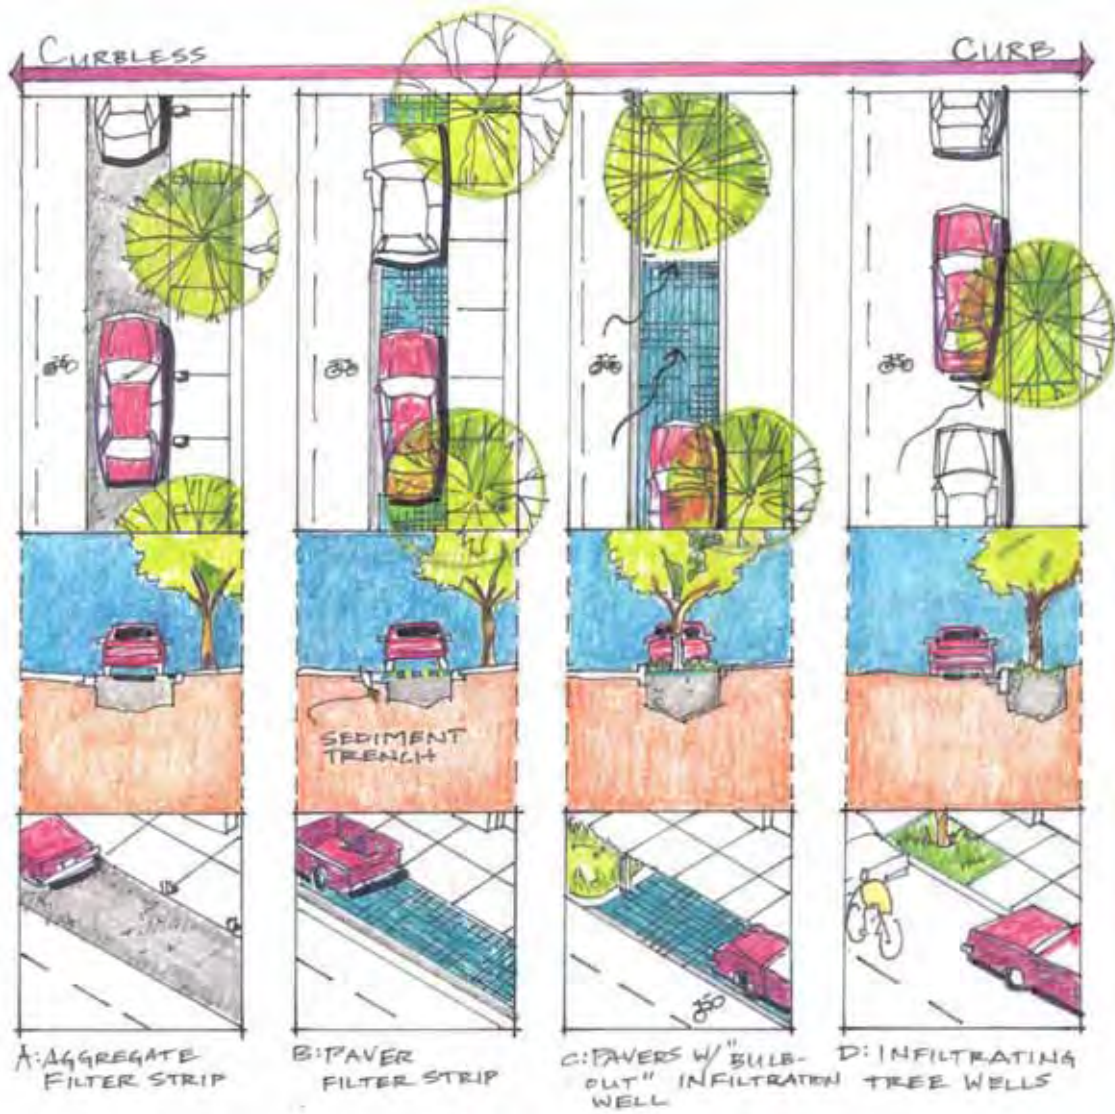 CURBLESS
CURB
SEDIMENT
TRENCH
A: AGGREGATE
FILTER STRIP
B: PAVER
FILTER STRIP
C: PAVERS W/ "BULB-
OUT" INFILTRATION
WELL
D: INFILTRATING
TREE WELLS